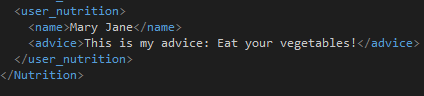 <user_nutrition>
<name>Mary Jane</name>
<advice>This is my advice: Eat your vegetables!</advice>
</user_nutrition>
</Nutrition>